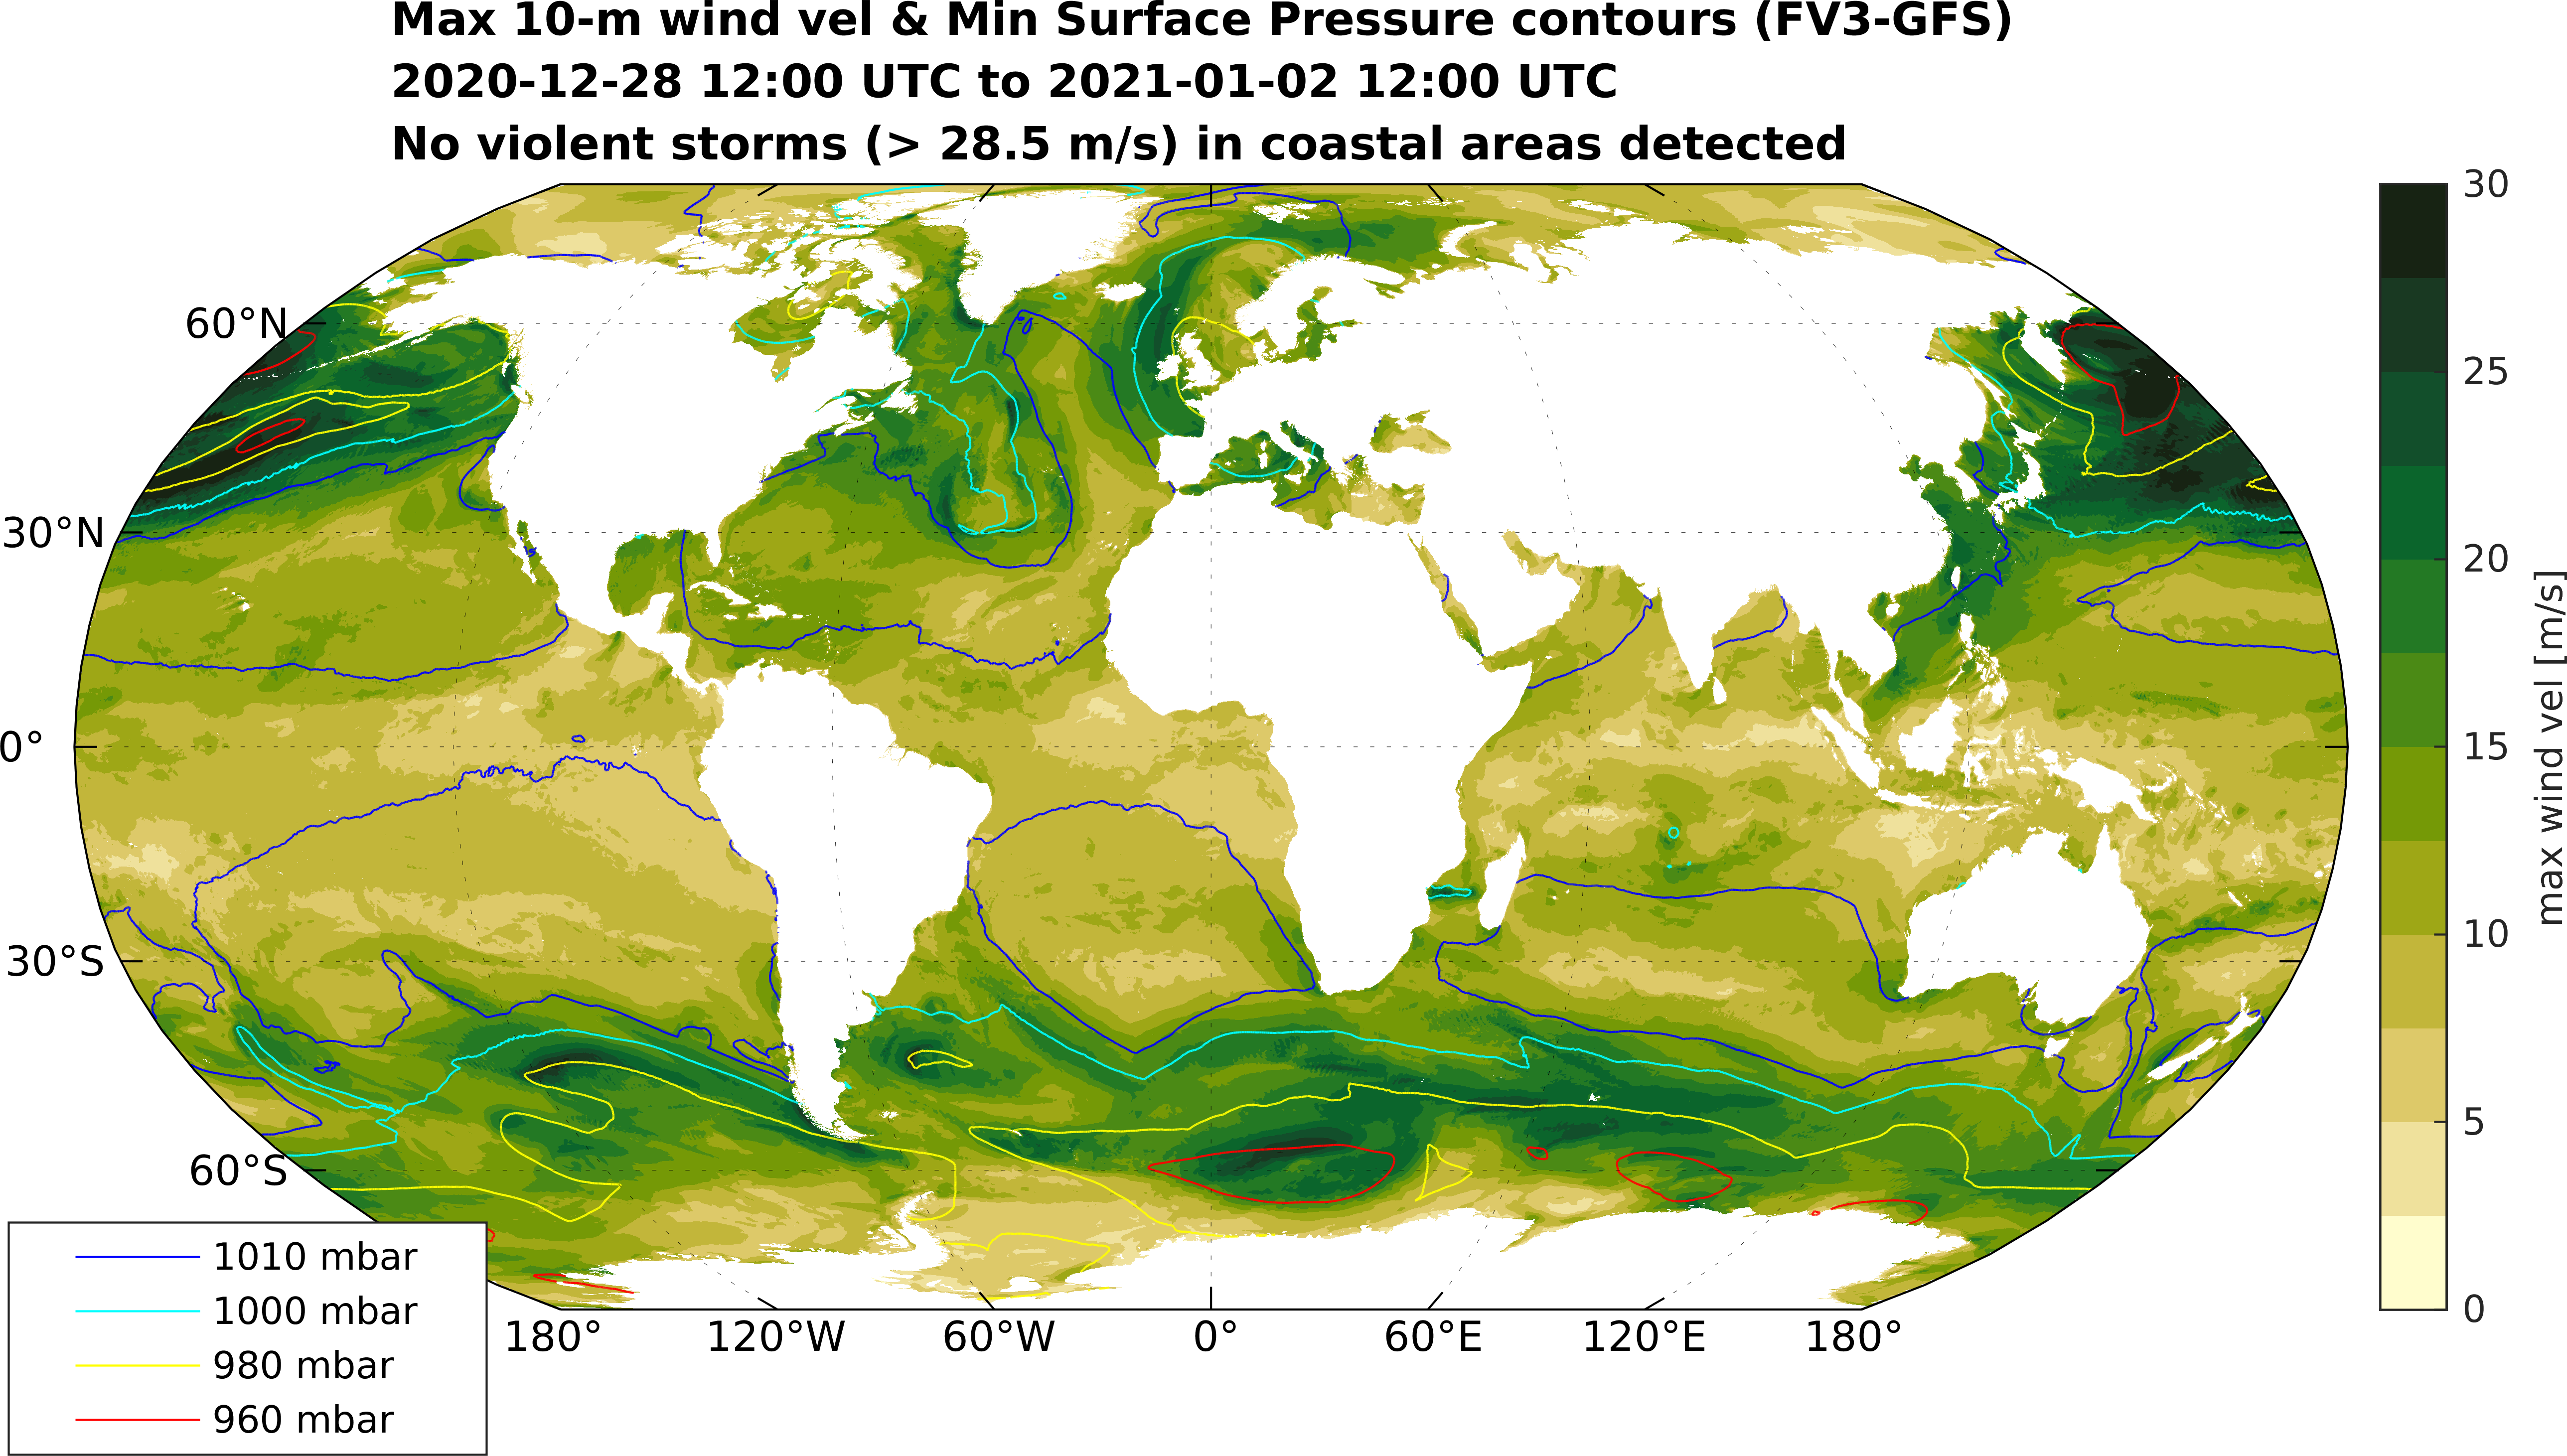 Max 10-m wind vel & Min Surface Pressure contours (FV3-GFS)
2020-12-28 12:00 UTC to 2021-01-02 12:00 UTC
No violent storms (> 28.5 m/s) in coastal areas detected
60°N
30°N
0°
30°S
60°S
180°
120°W
60°W
0°
60°E
120°E
180°
1010 mbar
1000 mbar
980 mbar
960 mbar
30
25
20
15
10
5
0
max wind vel [m/s]